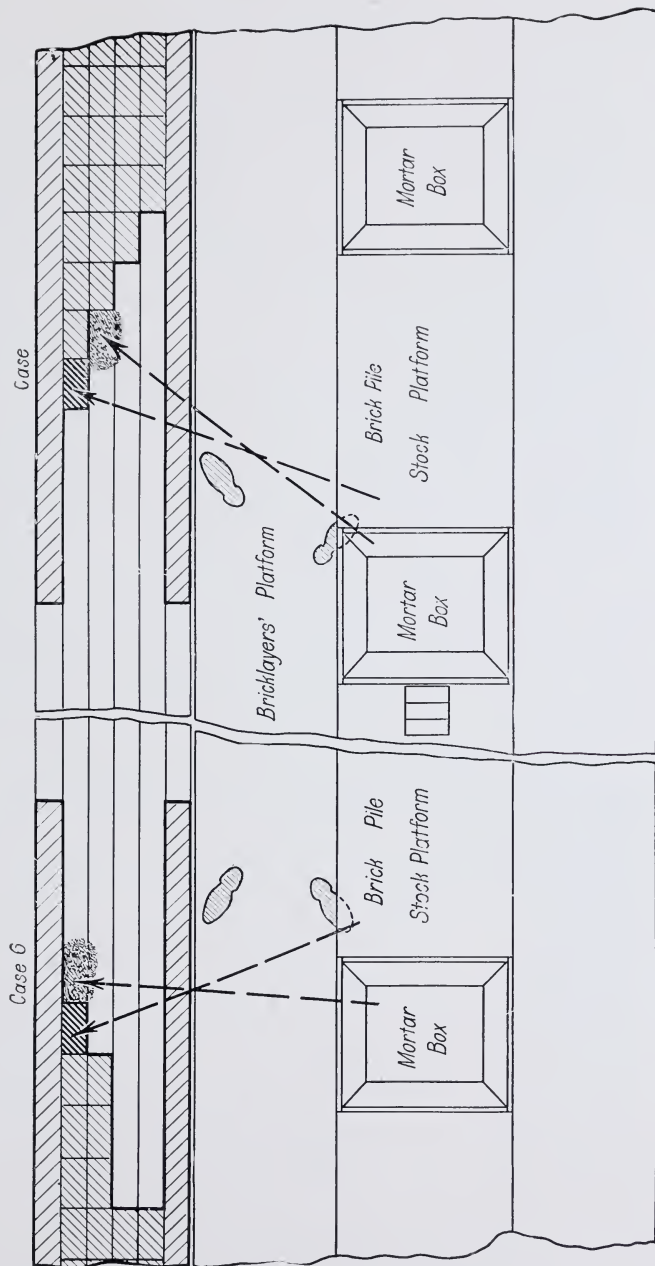 Case 6
Case
Bricklayers' Platform
Mortar
Box
Brick Pile
Stock Platform
Mortar
Box
Brick Pile
Stock Platform
Mortar
Box